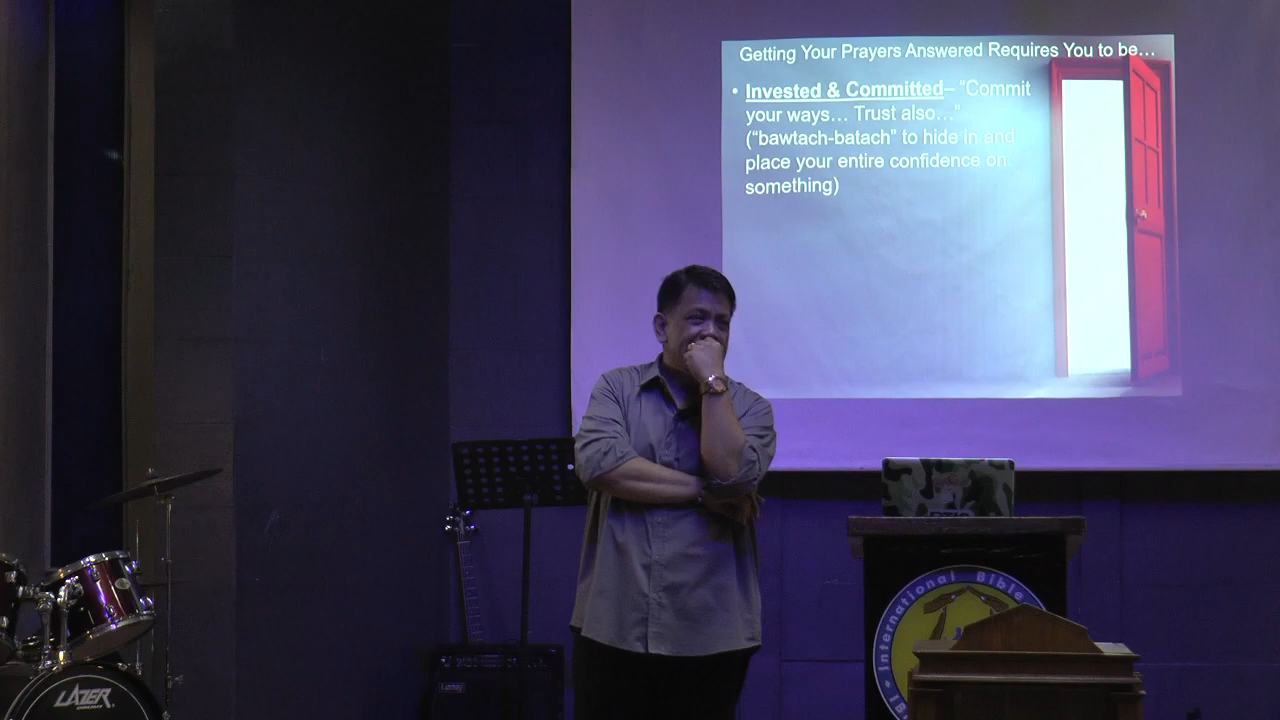 Getting Your Prayers Answered Requires You to be…
• Invested & Committed– “Commit
your ways… Trust also…”
(“bawtach-batach” to hide in and
place your entire confidence on
something)
International Bible
LAZER